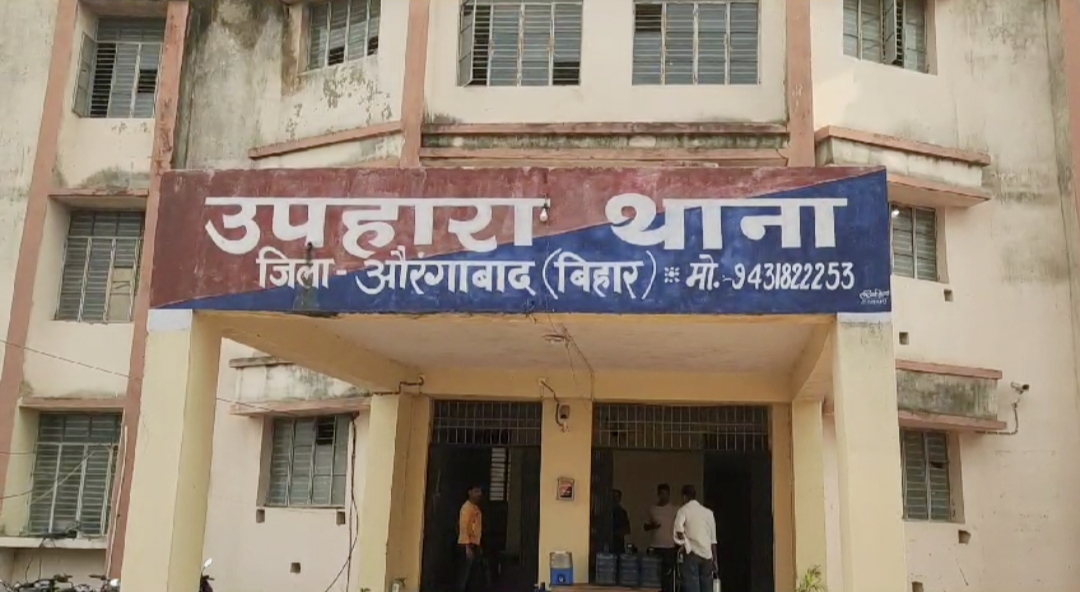 उपहारा थाना
जिला - औरंगाबाद (बिहार) ※ मो.:-9431822253